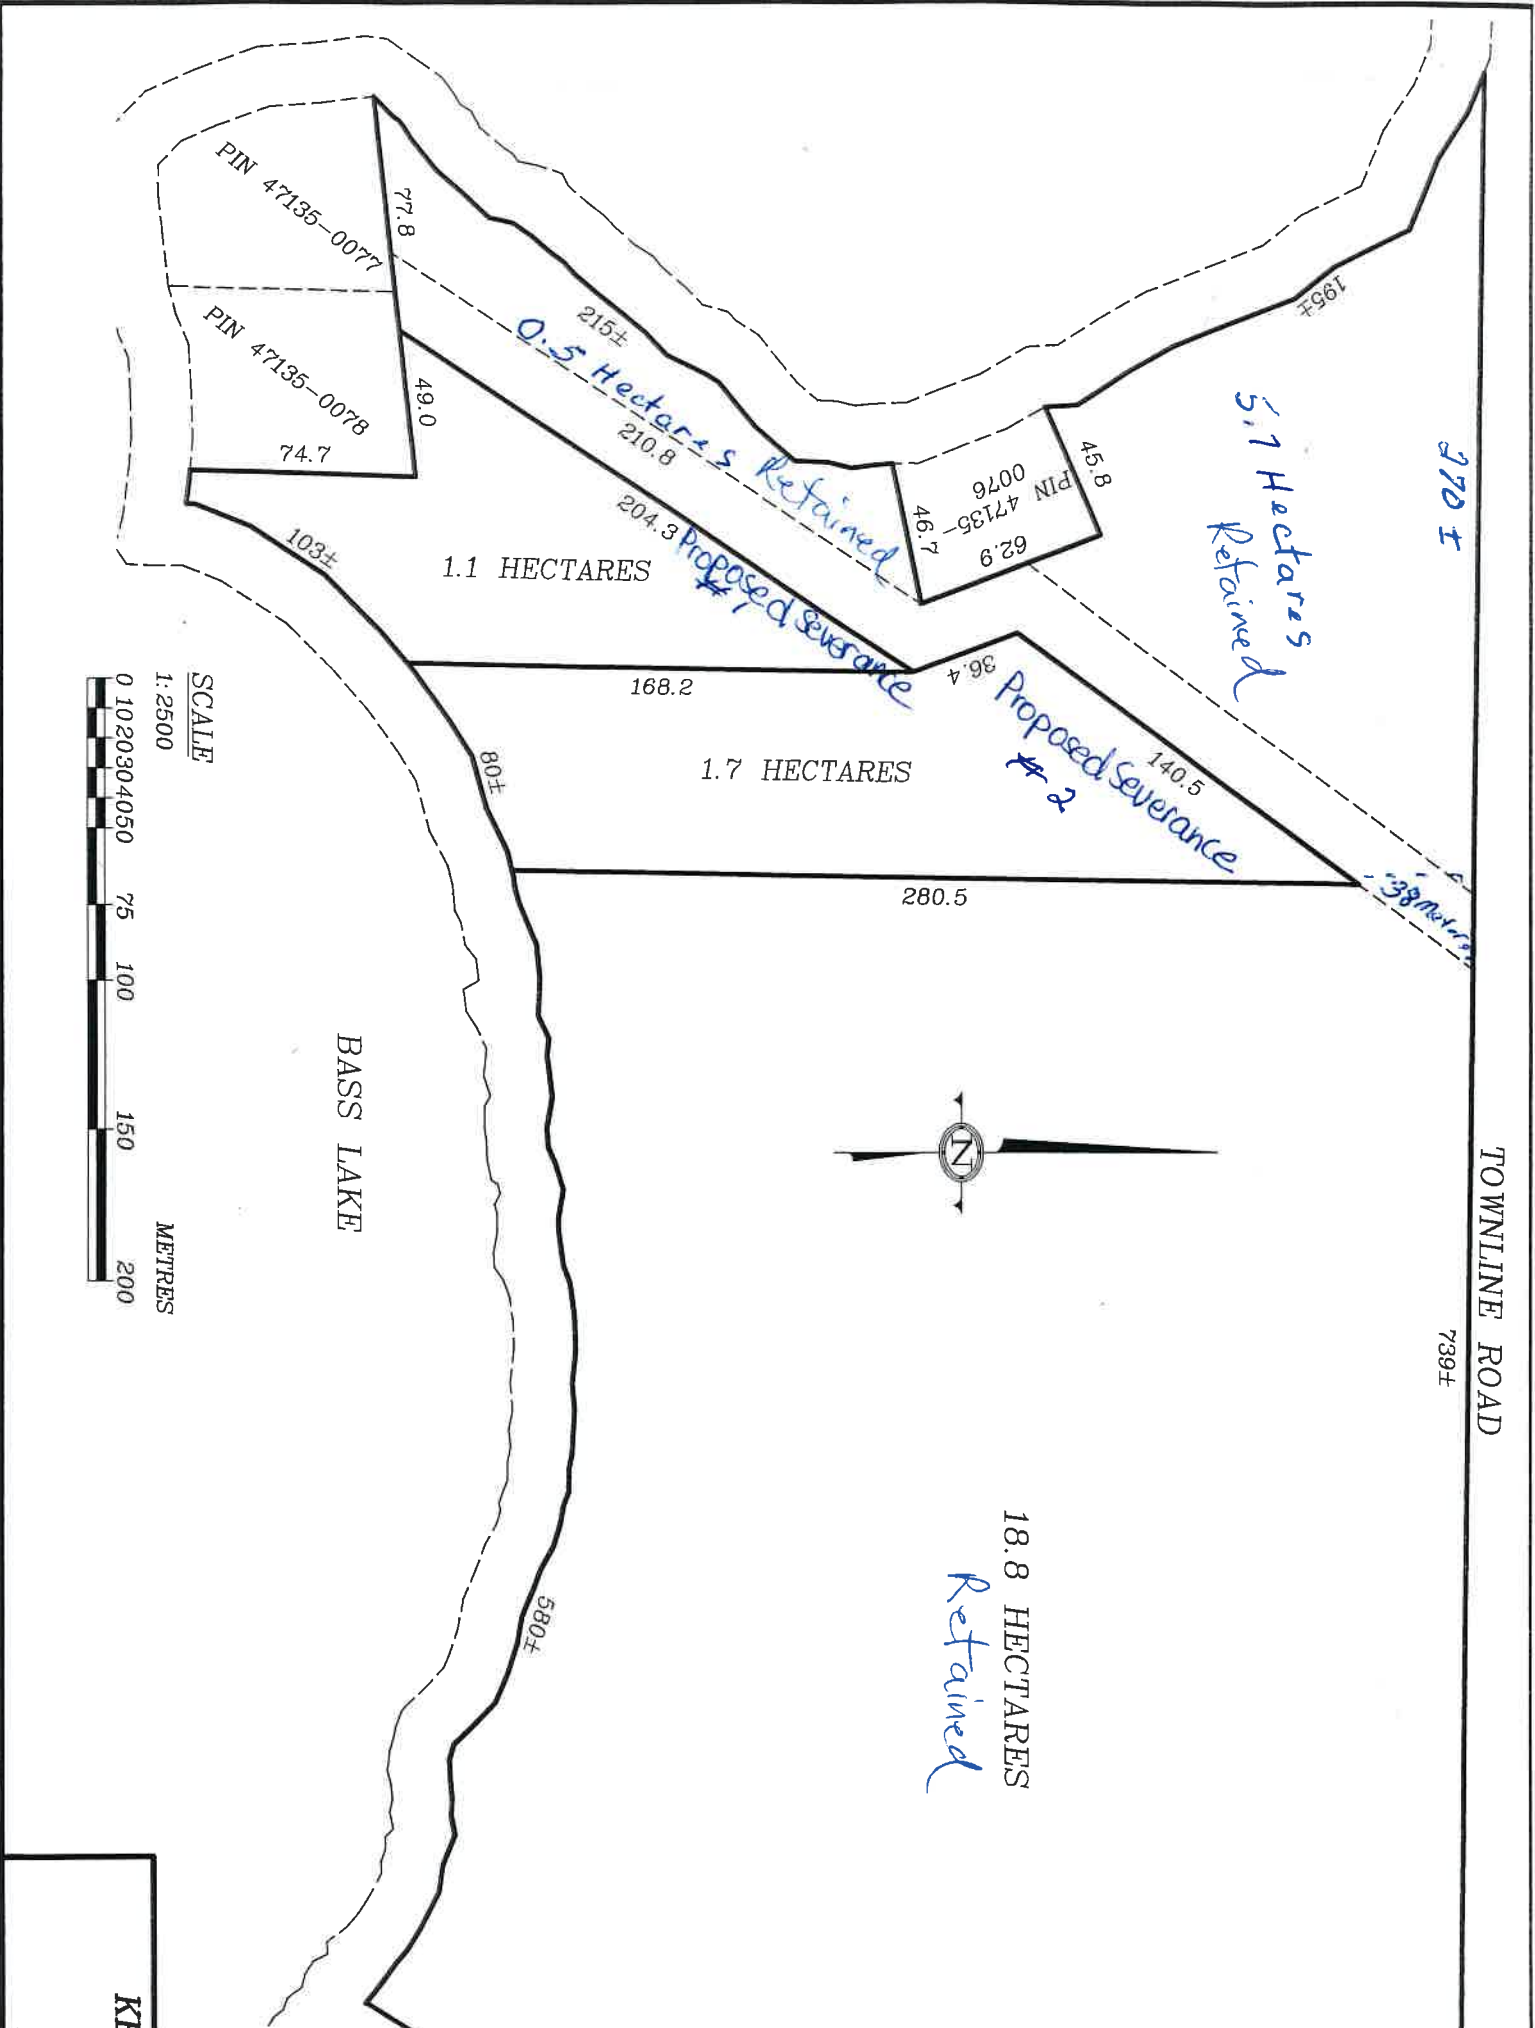 TOWNLINE ROAD
739±
270 ±
195±
5.1 Hectares
Retained
45.8
PIN
47135-
0076
62.9
46.7
38 Meters
140.5
Proposed Severance
# 2
36.4
215±
0.5 Hectares Retained
210.8
204.3
Proposed Severance
# 1
1.1 HECTARES
168.2
1.7 HECTARES
280.5
77.8
49.0
74.7
PIN 47135-0077
PIN 47135-0078
103±
80±
N
18.8 HECTARES
Retained
580±
BASS LAKE
SCALE
1:2500
METRES
0 10 20 30 40 50 75 100 150 200